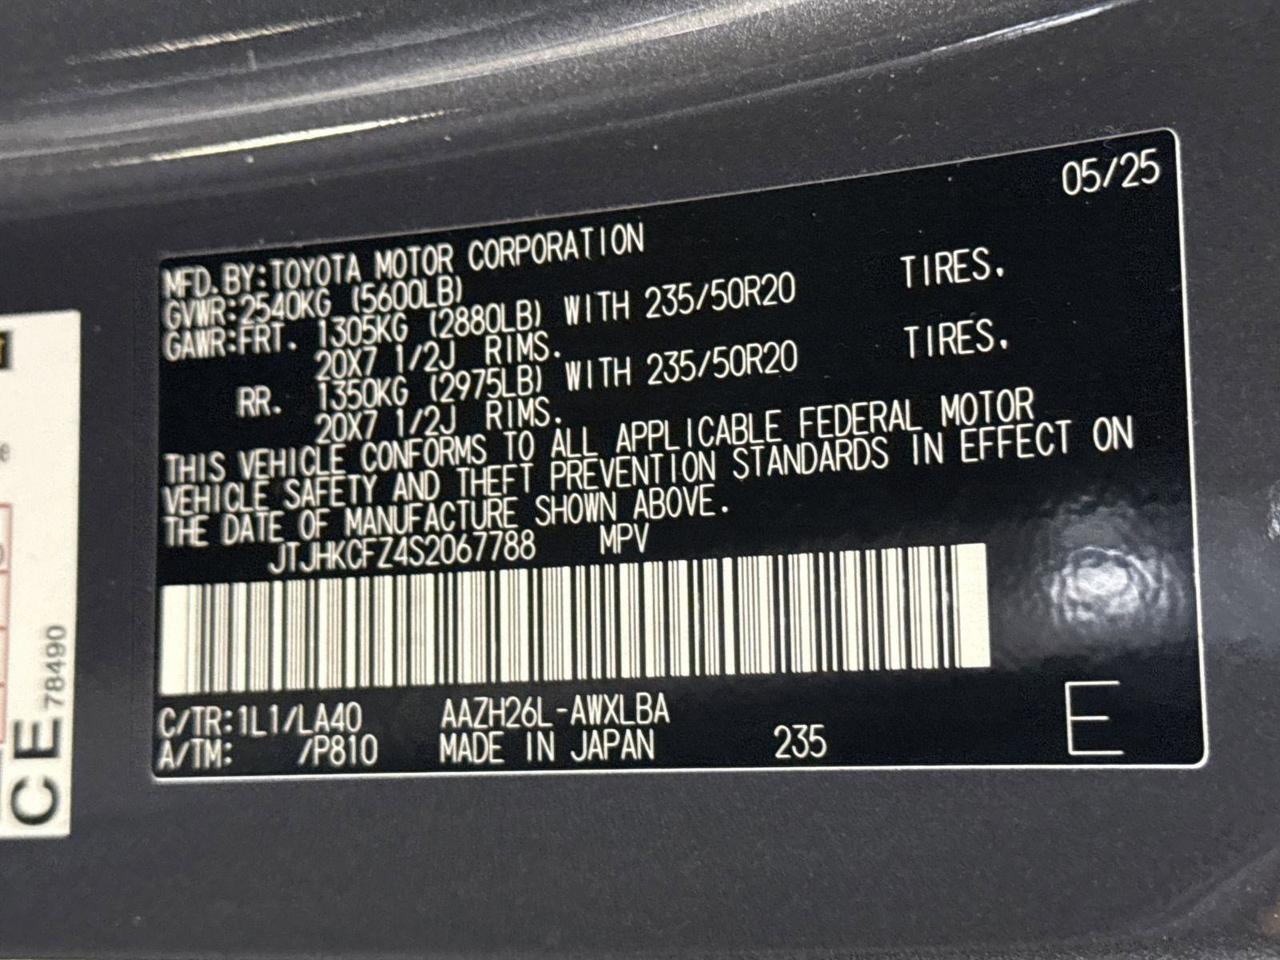 05/25
MFD.BY:TOYOTA MOTOR CORPORATION
GVWR:2540KG (5600LB)
GAWR:FRT. 1305KG (2880LB) WITH 235/50R20 TIRES.
20X7 1/2J RIMS.
RR. 1350KG (2975LB) WITH 235/50R20 TIRES.
20X7 1/2J RIMS.
THIS VEHICLE CONFORMS TO ALL APPLICABLE FEDERAL MOTOR
VEHICLE SAFETY AND THEFT PREVENTION STANDARDS IN EFFECT ON
THE DATE OF MANUFACTURE SHOWN ABOVE.
JTJHKCFZ4S2067788 MPV
C/TR:1L1/LA40 AAZH26L-AWXLBA
A/TM: /P810 MADE IN JAPAN 235 E
CE 78490